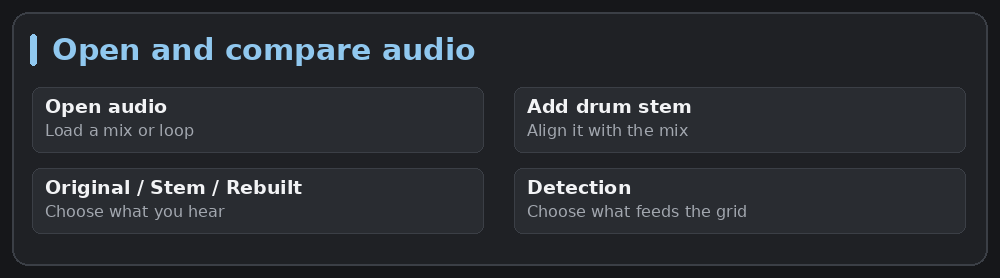 Open and compare audio
Open audio
Load a mix or loop
Add drum stem
Align it with the mix
Original / Stem / Rebuilt
Choose what you hear
Detection
Choose what feeds the grid